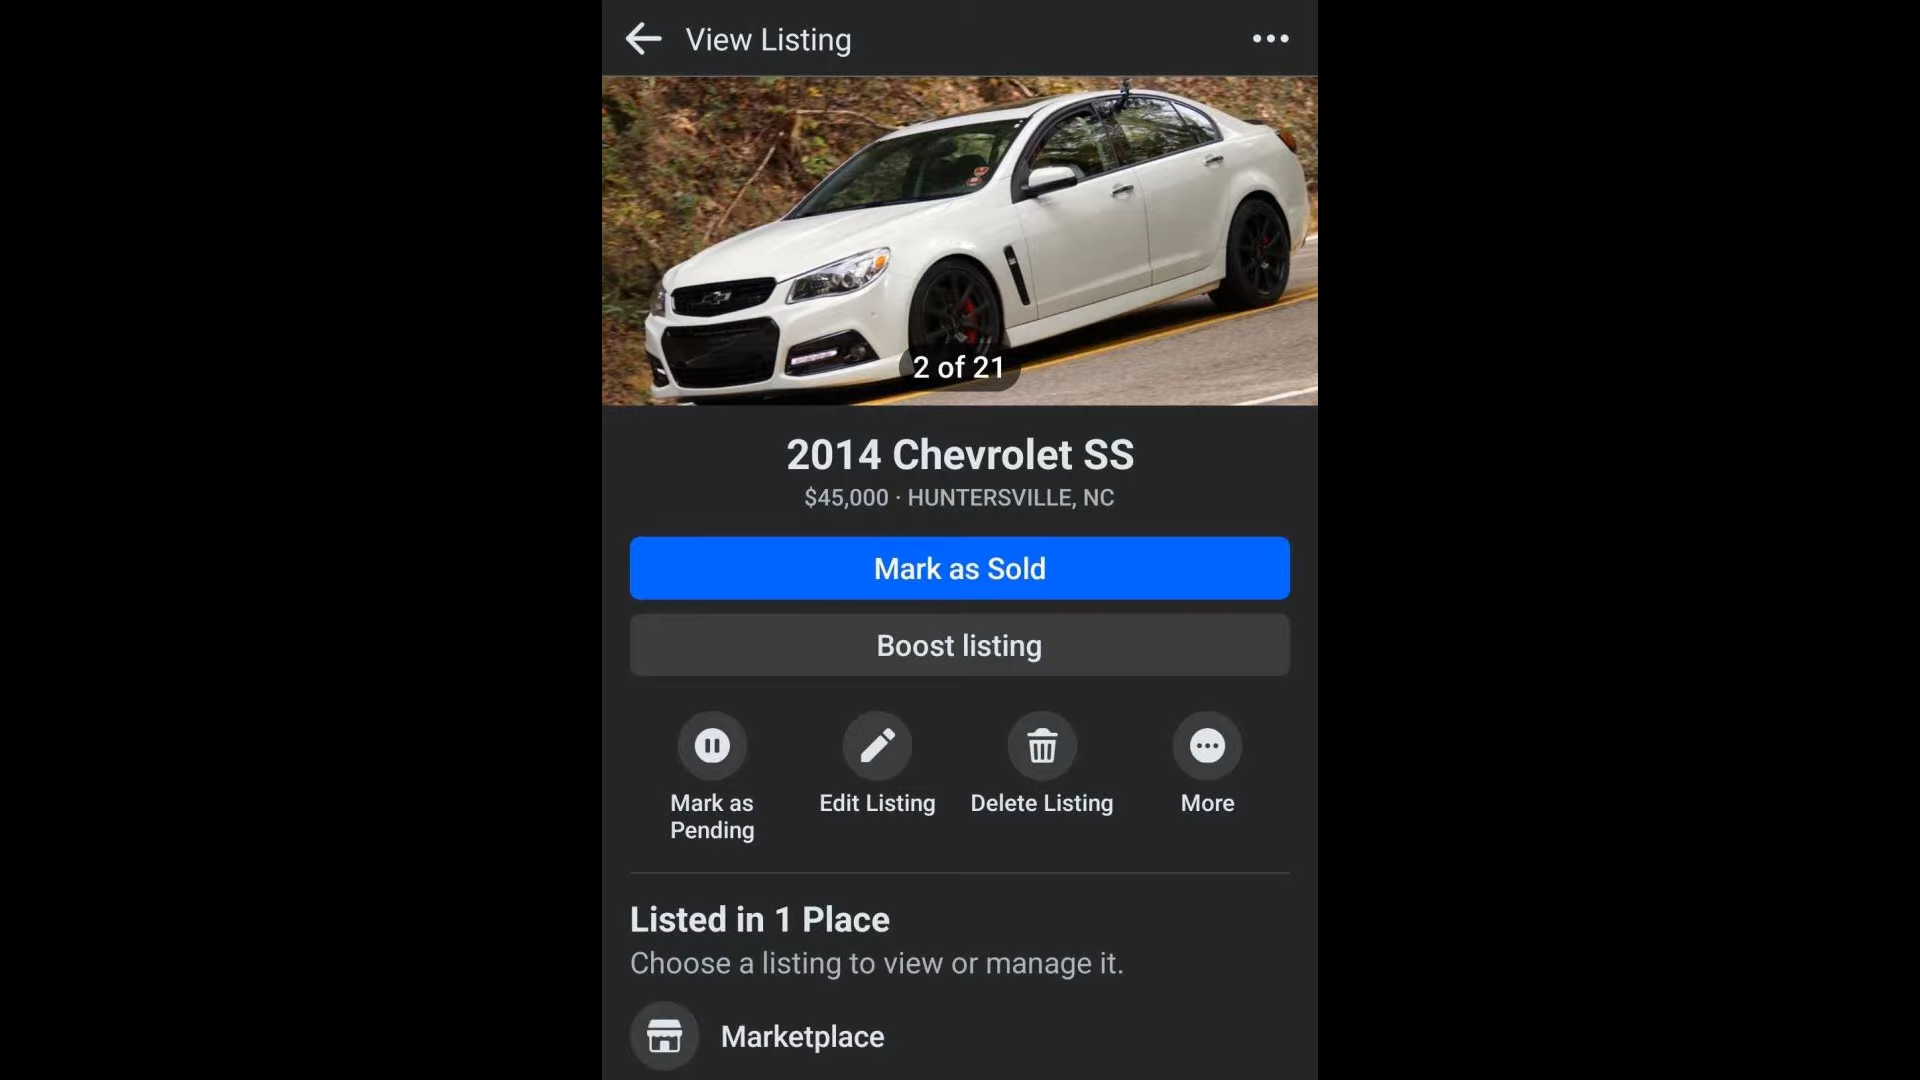 View Listing
2 of 21
2014 Chevrolet SS
$45,000 · HUNTERSVILLE, NC
Mark as Sold
Boost listing
Mark as
Pending
Edit Listing
Delete Listing
More
Listed in 1 Place
Choose a listing to view or manage it.
Marketplace